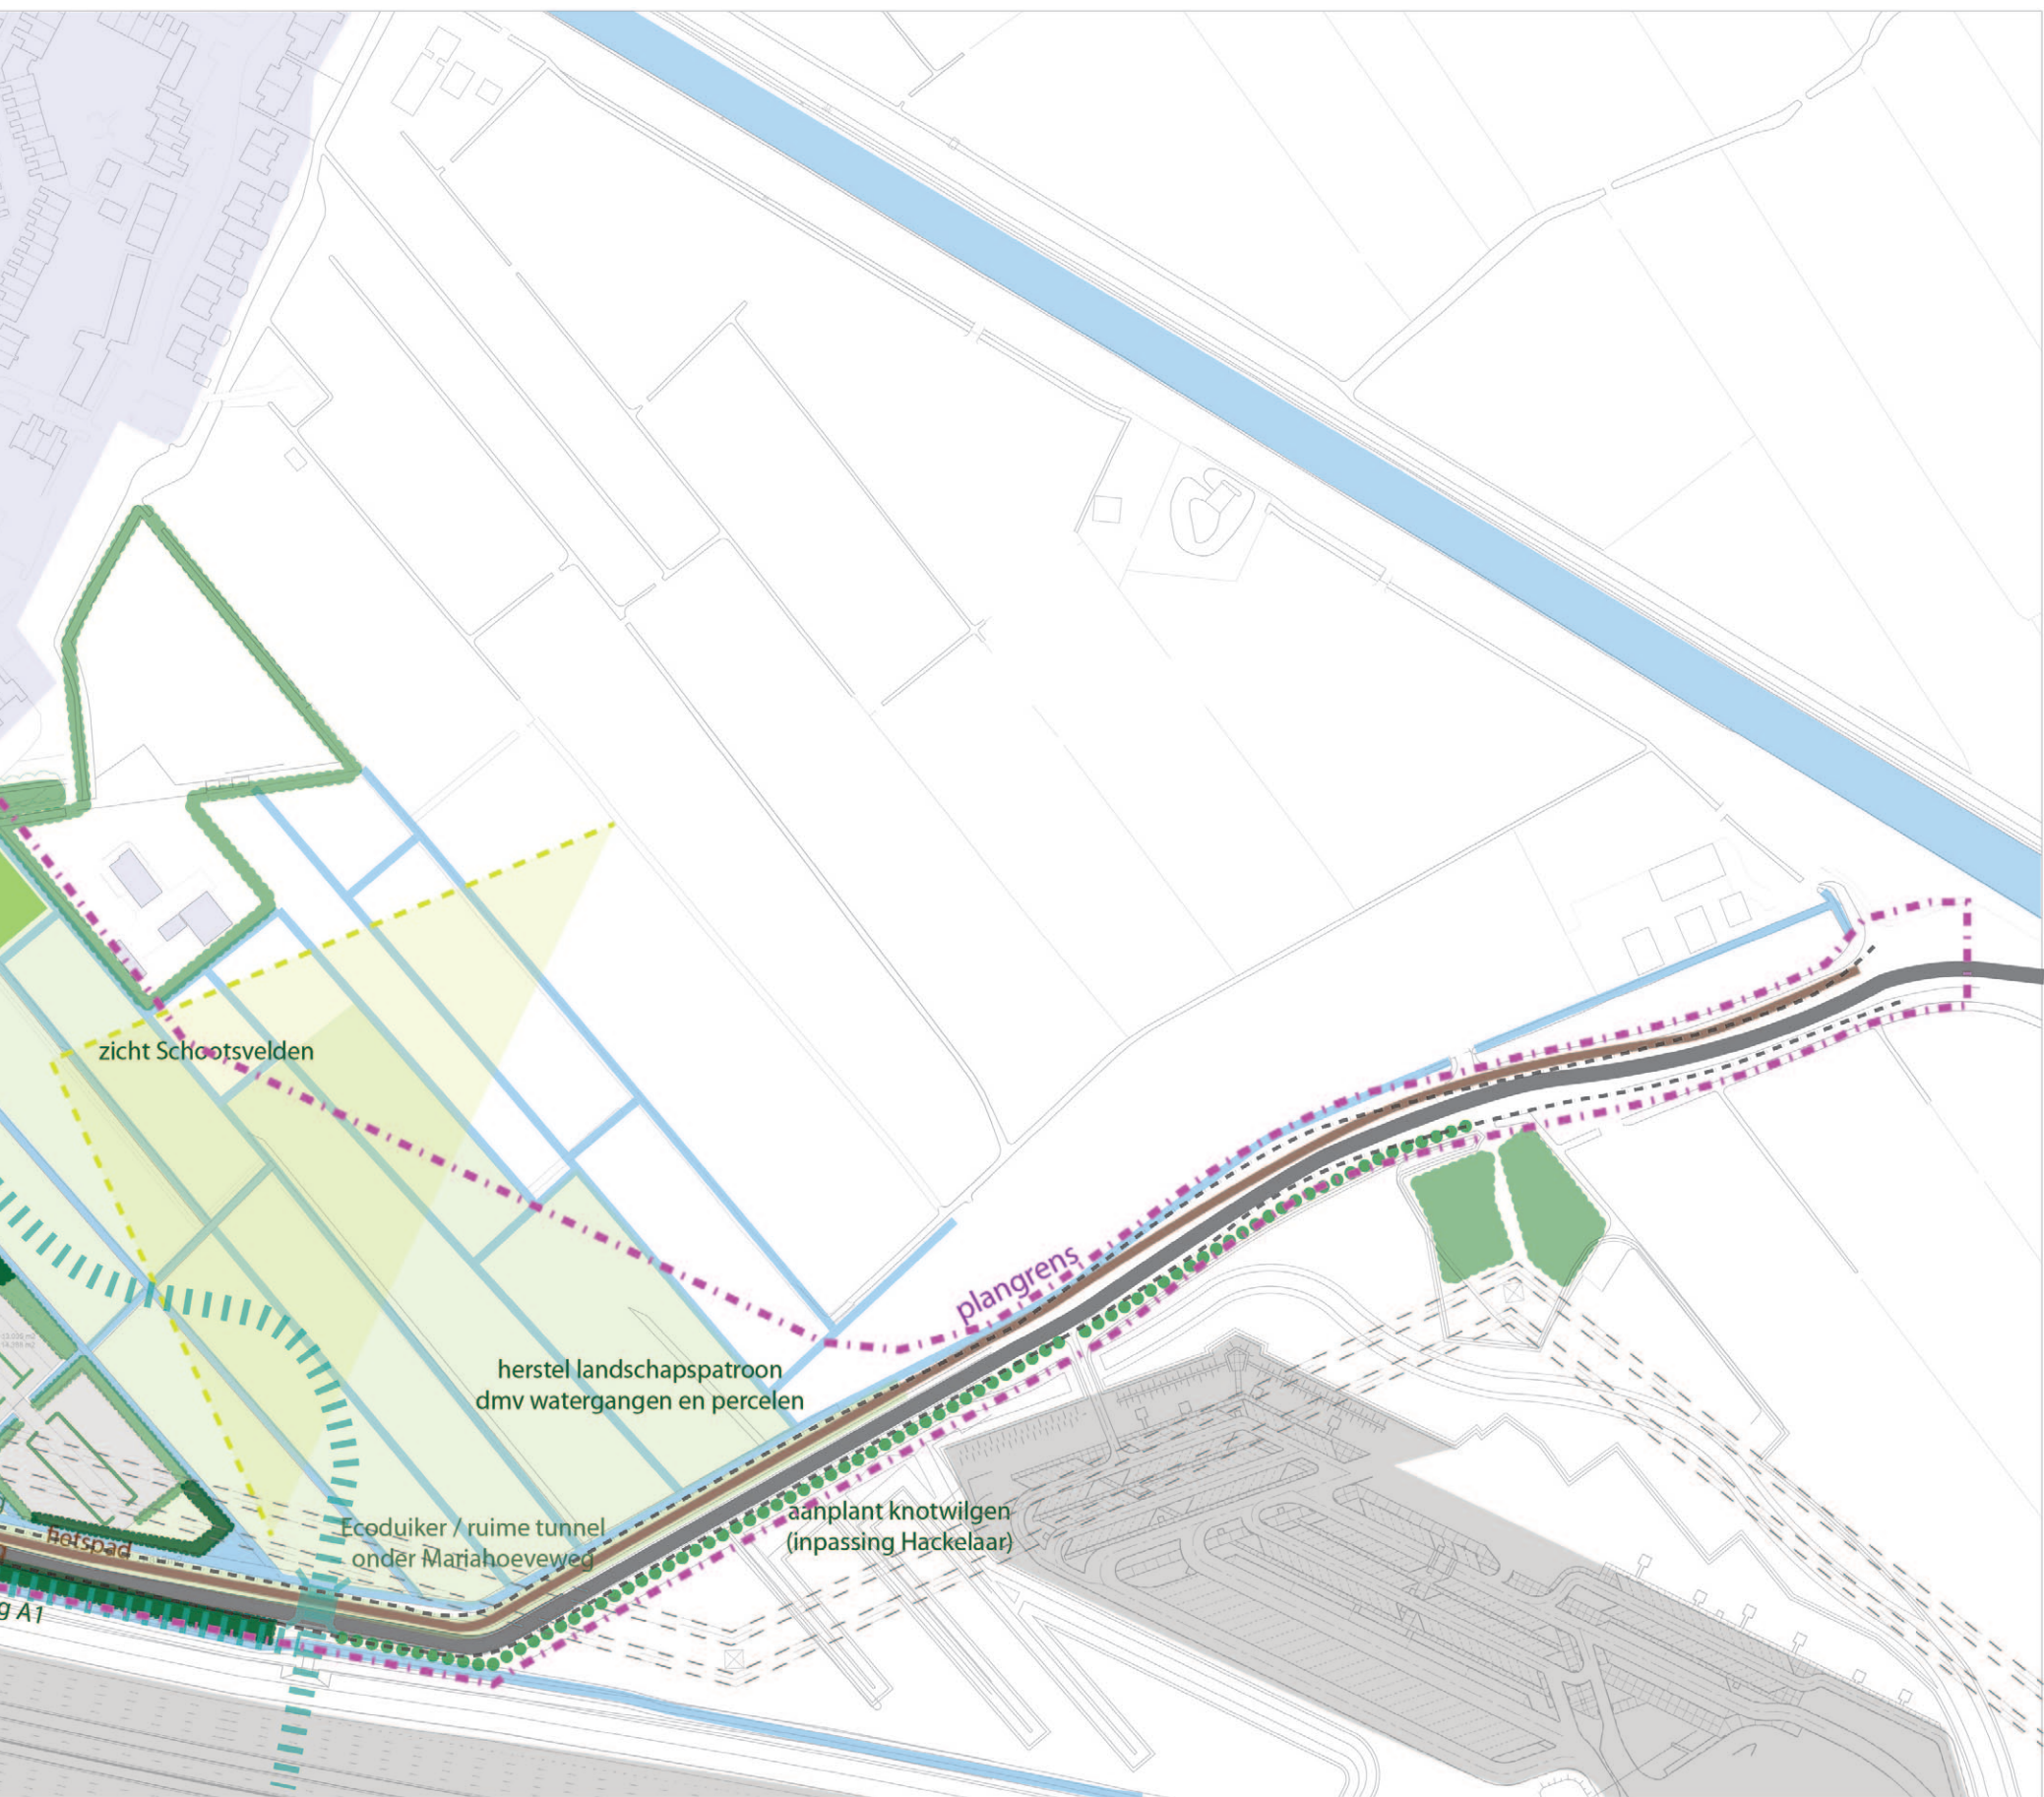 zicht Schootsvelden
plangrens
herstel landschapspatroon
dmv watergangen en percelen
aanplant knotwilgen
(inpassing Hackelaar)
Ecoduiker / ruime tunnel
onder Mariahoeveweg
fietspad
g A1